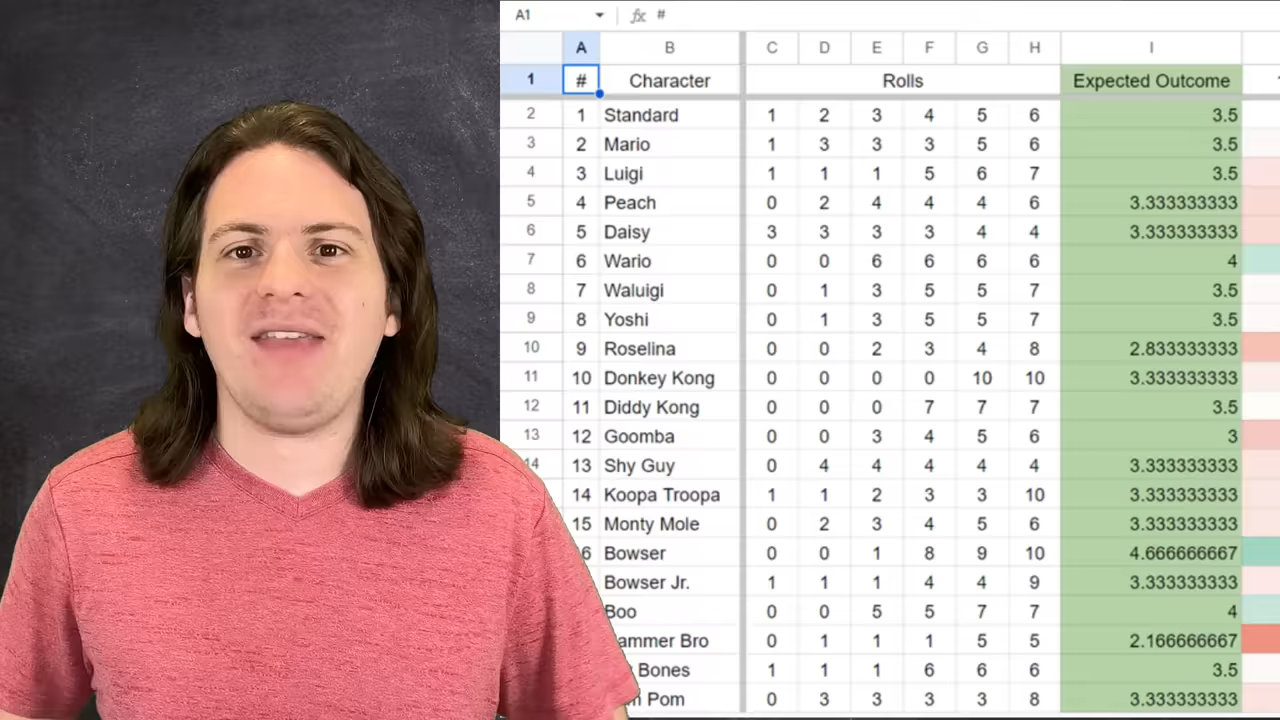 A1 fx #
A B C D E F G H I
1 # Character Rolls Expected Outcome
2 1 Standard 1 2 3 4 5 6 3.5
3 2 Mario 1 3 3 3 5 6 3.5
4 3 Luigi 1 1 1 5 6 7 3.5
5 4 Peach 0 2 4 4 4 6 3.333333333
6 5 Daisy 3 3 3 3 4 4 3.333333333
7 6 Wario 0 0 6 6 6 6 4
8 7 Waluigi 0 1 3 5 5 7 3.5
9 8 Yoshi 0 1 3 5 5 7 3.5
10 9 Roselina 0 0 2 3 4 8 2.833333333
11 10 Donkey Kong 0 0 0 0 10 10 3.333333333
12 11 Diddy Kong 0 0 0 7 7 7 3.5
13 12 Goomba 0 0 3 4 5 6 3
14 13 Shy Guy 0 4 4 4 4 4 3.333333333
14 Koopa Troopa 1 1 2 3 3 10 3.333333333
15 Monty Mole 0 2 3 4 5 6 3.333333333
6 Bowser 0 0 1 8 9 10 4.666666667
Bowser Jr. 1 1 1 4 4 9 3.333333333
Boo 0 0 5 5 7 7 4
ammer Bro 0 1 1 1 5 5 2.166666667
Bones 1 1 1 6 6 6 3.5
Pom 0 3 3 3 3 8 3.333333333